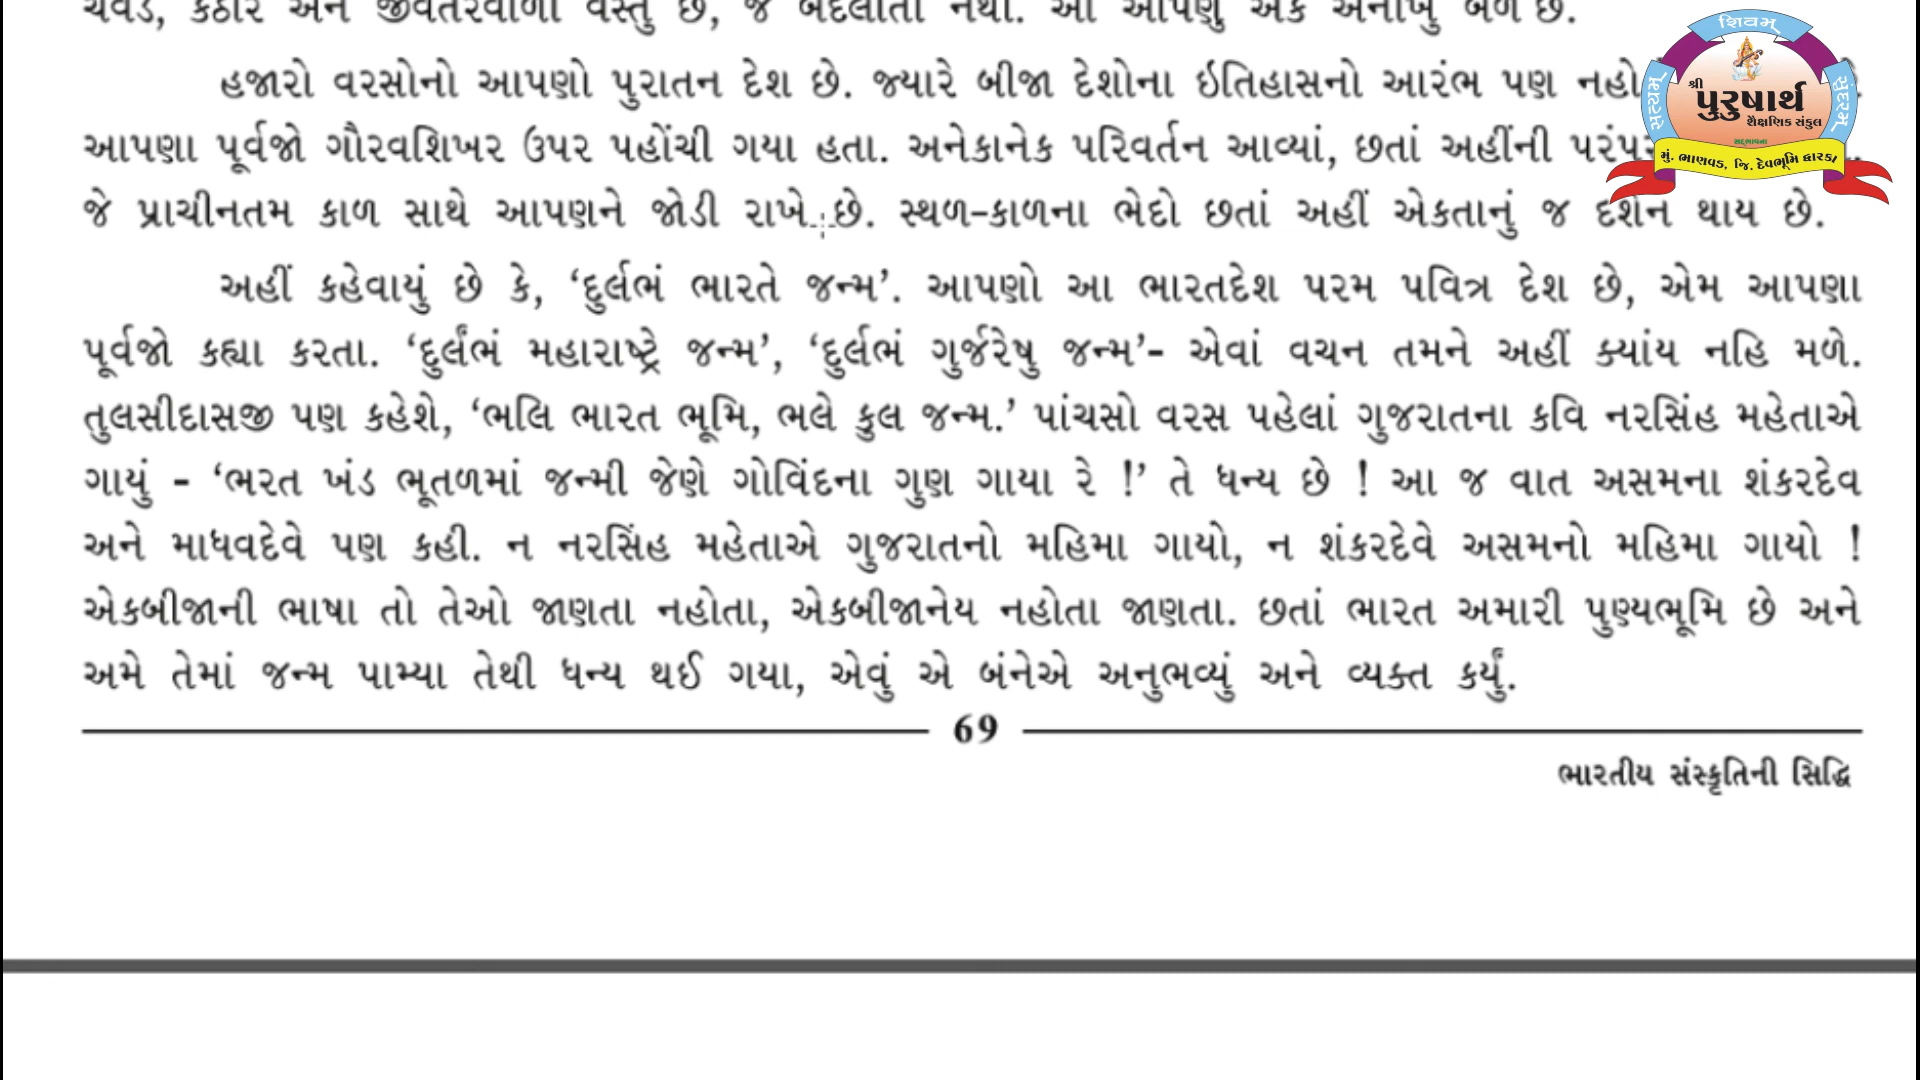 ચવડ, કઠોર અને જીવતરવાળી વસ્તુ છે, જે બદલાતી નથી. આ આપણું એક અનોખું બળ છે.
હજારો વરસોનો આપણો પુરાતન દેશ છે. જ્યારે બીજા દેશોના ઇતિહાસનો આરંભ પણ
આપણા પૂર્વજો ગૌરવશિખર ઉપર પહોંચી ગયા હતા. અનેકાનેક પરિવર્તન આવ્યાં, છતાં અહીંની
જે પ્રાચીનતમ કાળ સાથે આપણને જોડી રાખે છે. સ્થળ-કાળના ભેદો છતાં અહીં એકતાનું જ દર્શન થાય છે.
અહીં કહેવાયું છે કે, ‘દુર્લભં ભારતે જન્મ’. આપણો આ ભારતદેશ પરમ પવિત્ર દેશ છે, એમ આપણા
પૂર્વજો કહ્યા કરતા. ‘દુર્લંભં મહારાષ્ટ્રે જન્મ’, ‘દુર્લભં ગુર્જરેષુ જન્મ’- એવાં વચન તમને અહીં ક્યાંય નહિ મળે.
તુલસીદાસજી પણ કહેશે, ‘ભલિ ભારત ભૂમિ, ભલે કુલ જન્મ.’ પાંચસો વરસ પહેલાં ગુજરાતના કવિ નરસિંહ મહેતાએ
ગાયું - ‘ભરત ખંડ ભૂતળમાં જન્મી જેણે ગોવિંદના ગુણ ગાયા રે !’ તે ધન્ય છે ! આ જ વાત અસમના શંકરદેવ
અને માધવદેવે પણ કહી. ન નરસિંહ મહેતાએ ગુજરાતનો મહિમા ગાયો, ન શંકરદેવે અસમનો મહિમા ગાયો !
એકબીજાની ભાષા તો તેઓ જાણતા નહોતા, એકબીજાનેય નહોતા જાણતા. છતાં ભારત અમારી પુણ્યભૂમિ છે અને
અમે તેમાં જન્મ પામ્યા તેથી ધન્ય થઈ ગયા, એવું એ બંનેએ અનુભવ્યું અને વ્યક્ત કર્યું.
69
ભારતીય સંસ્કૃતિની સિદ્ધિ
શિવમ્
સત્યમ્
સુંદરમ્
શ્રી
પુરુષાર્થ
શૈક્ષણિક સંકુલ
સદ્‌ભાવના
મું. ભાણવડ, જિ. દેવભૂમિ દ્વારકા